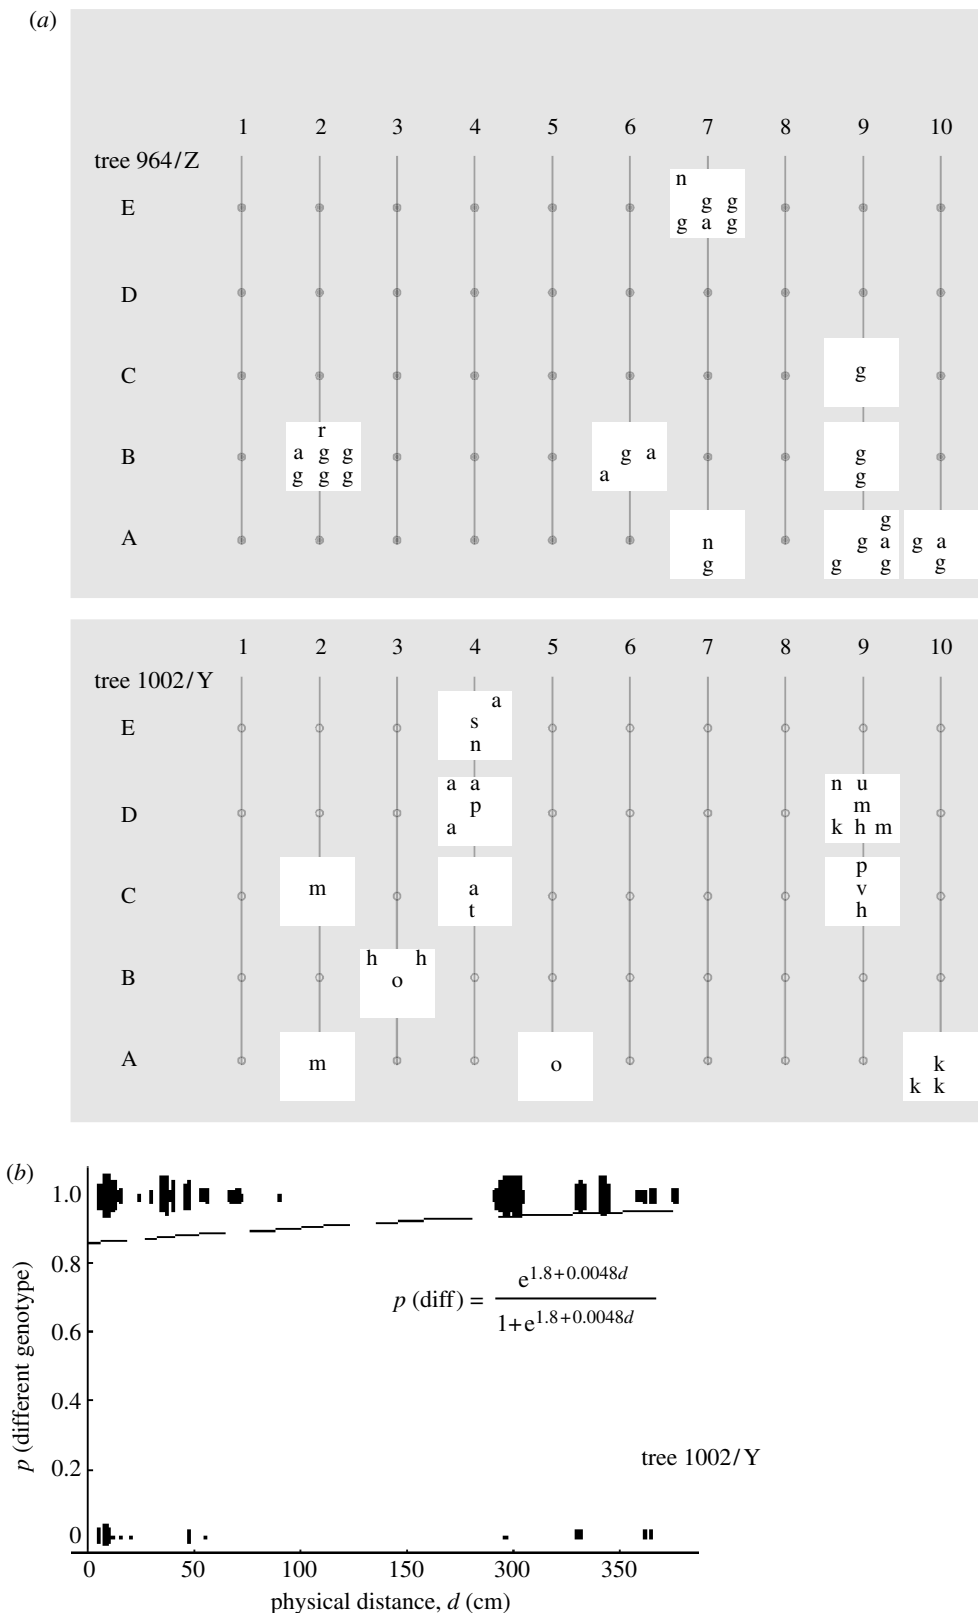 (a)
1 2 3 4 5 6 7 8 9 10
tree 964/Z
n
E g g
g a g
D
C g
r g
B a g g g a g
g g g a g
g
A n g a g a
g g g g
1 2 3 4 5 6 7 8 9 10
tree 1002/Y
a
E s
n
a a n u
D p m
a k h m
p
C m a v
t h
h h
B o
A m o k
k k
(b)
1.0
0.8
p (diff) = e^{1.8+0.0048d} / 1+e^{1.8+0.0048d}
0.6
0.4
0.2
tree 1002/Y
0
p (different genotype)
0 50 100 150 200 250 300 350
physical distance, d (cm)